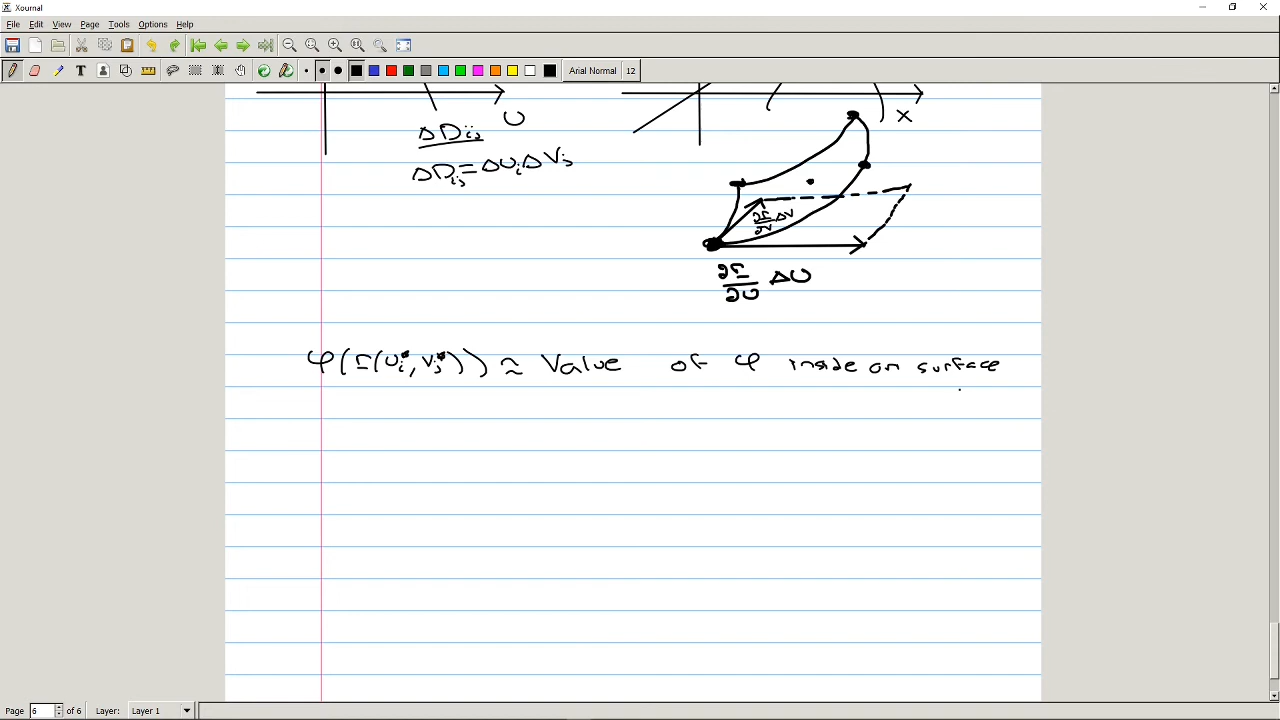 Xournal
File Edit View Page Tools Options Help
Arial Normal 12
U
X
ΔDij
ΔDij = ΔUi ΔVj
∂r/∂V ΔV
∂r/∂U ΔU
φ(r(Ui*, Vj*)) ≈ Value of φ inside on surface
Page 6 of 6 Layer: Layer 1